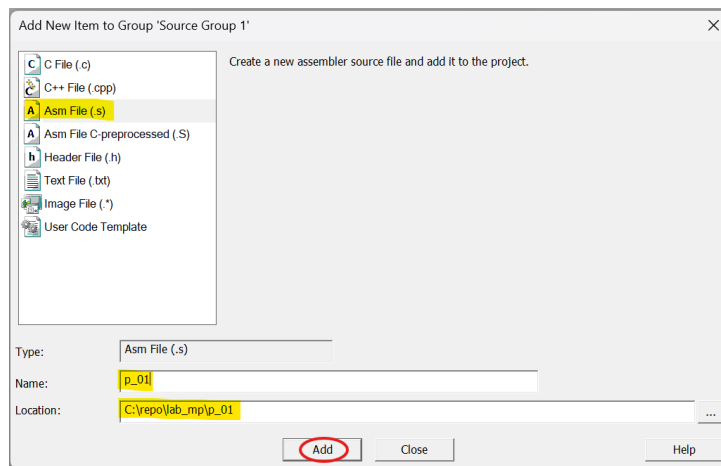 Add New Item to Group 'Source Group 1'
C File (.c)
Create a new assembler source file and add it to the project.
C++ File (.cpp)
Asm File (.s)
Asm File C-preprocessed (.S)
Header File (.h)
Text File (.txt)
Image File (.*)
User Code Template
Type: Asm File (.s)
Name: p_01
Location: C:\repo\lab_mp\p_01 ...
Add Close Help